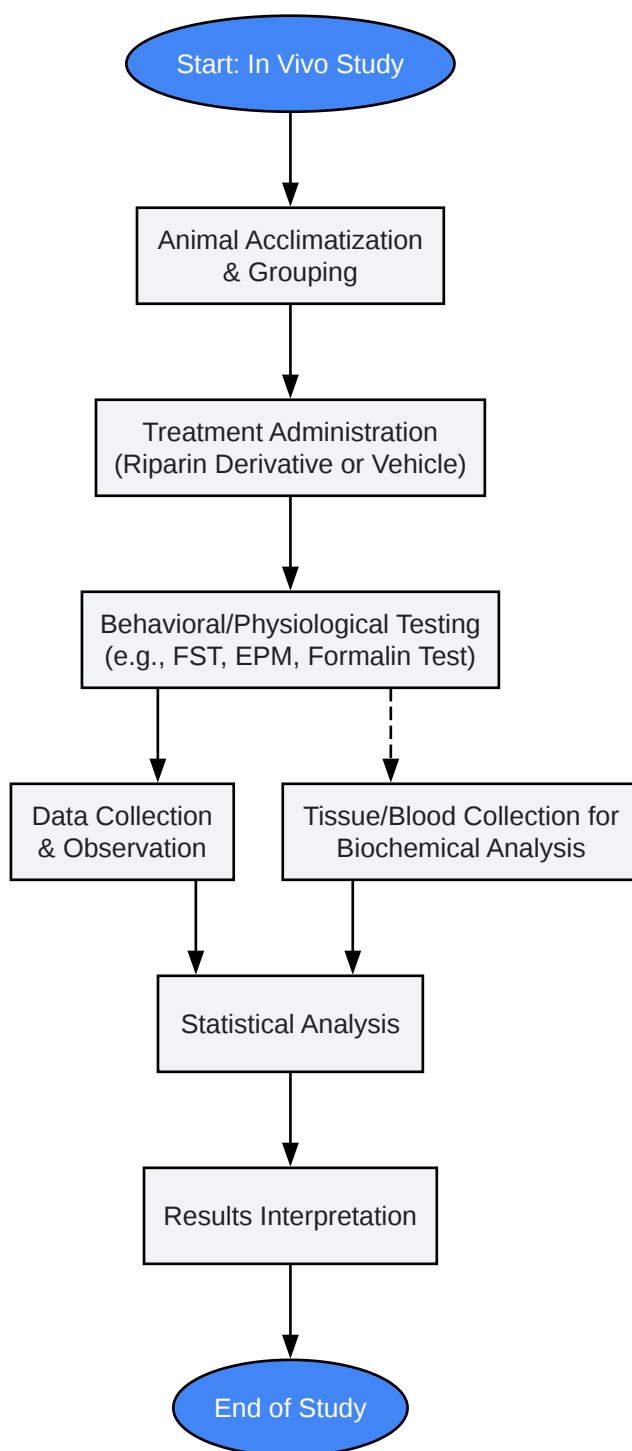 Start: In Vivo Study
Animal Acclimatization
& Grouping
Treatment Administration
(Riparin Derivative or Vehicle)
Behavioral/Physiological Testing
(e.g., FST, EPM, Formalin Test)
Data Collection
& Observation
Tissue/Blood Collection for
Biochemical Analysis
Statistical Analysis
Results Interpretation
End of Study